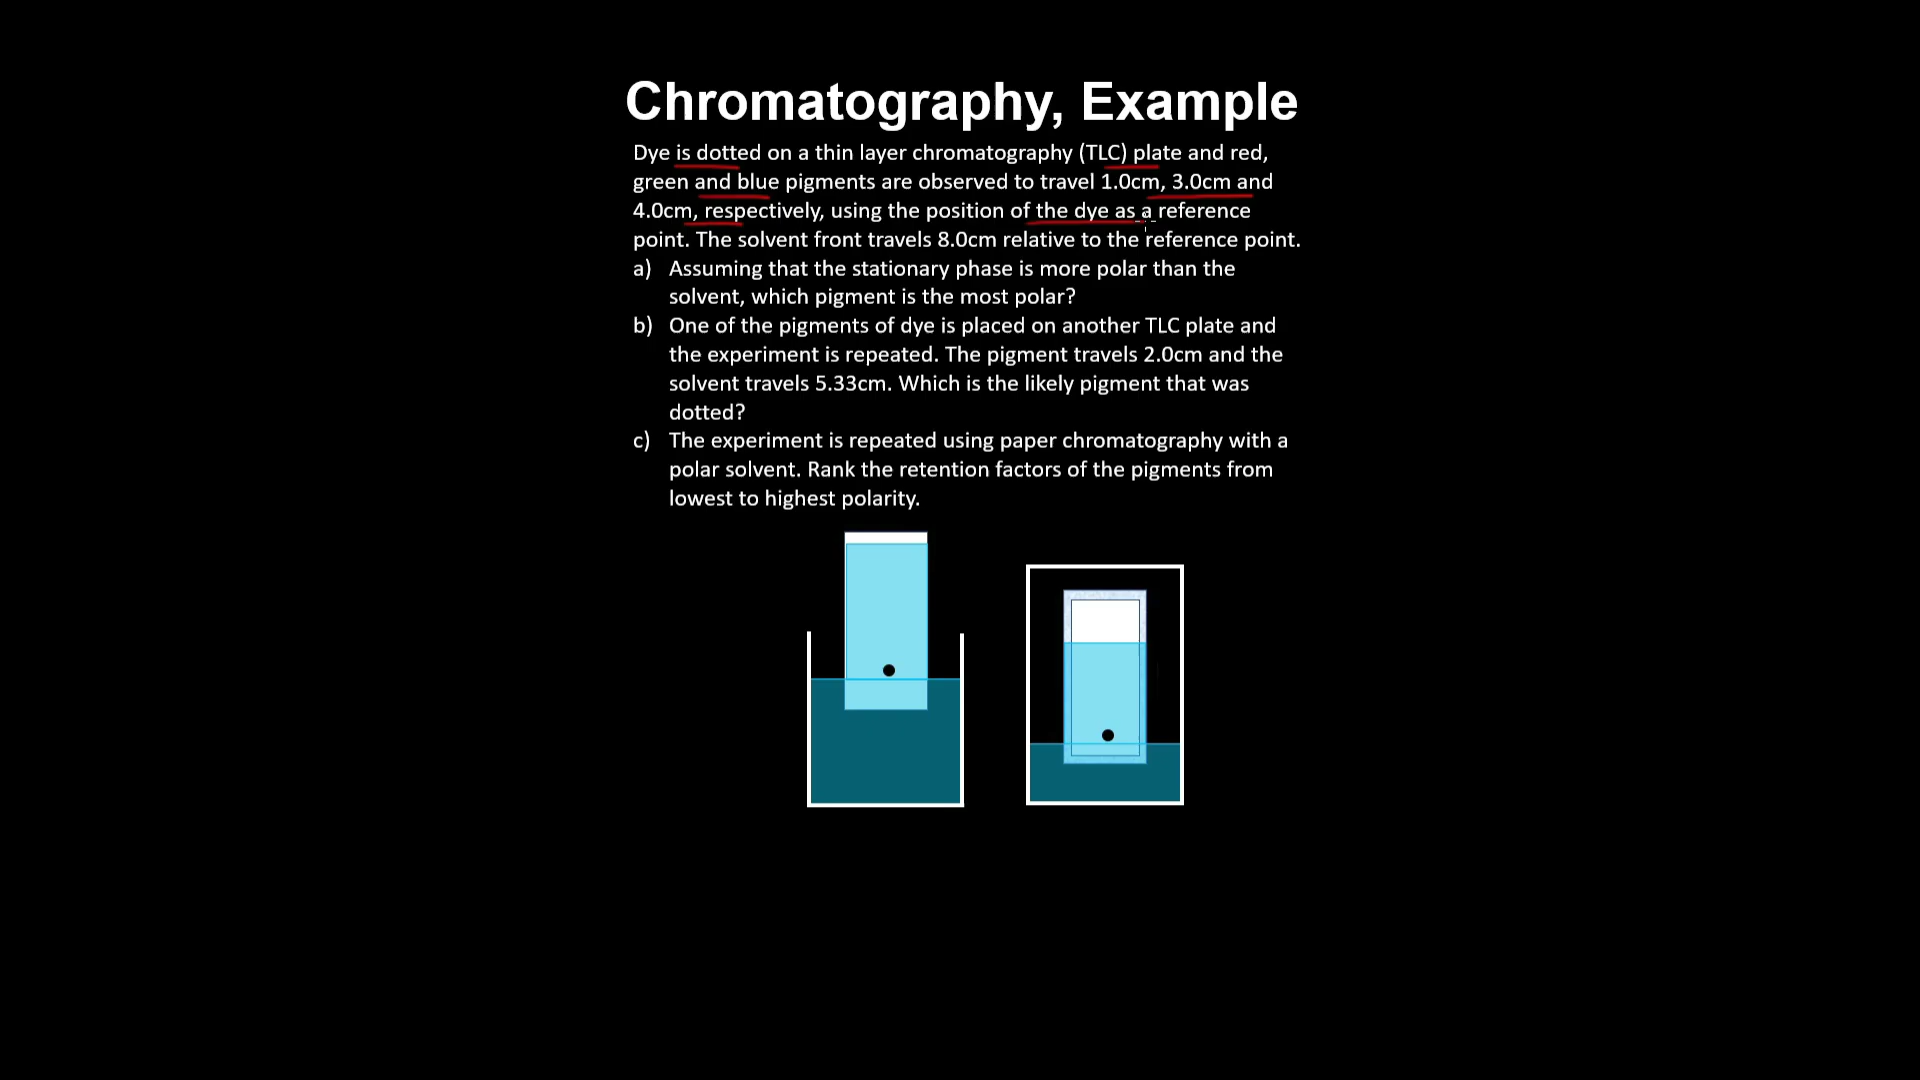 Chromatography, Example
Dye is dotted on a thin layer chromatography (TLC) plate and red,
green and blue pigments are observed to travel 1.0cm, 3.0cm and
4.0cm, respectively, using the position of the dye as a reference
point. The solvent front travels 8.0cm relative to the reference point.
a) Assuming that the stationary phase is more polar than the
solvent, which pigment is the most polar?
b) One of the pigments of dye is placed on another TLC plate and
the experiment is repeated. The pigment travels 2.0cm and the
solvent travels 5.33cm. Which is the likely pigment that was
dotted?
c) The experiment is repeated using paper chromatography with a
polar solvent. Rank the retention factors of the pigments from
lowest to highest polarity.